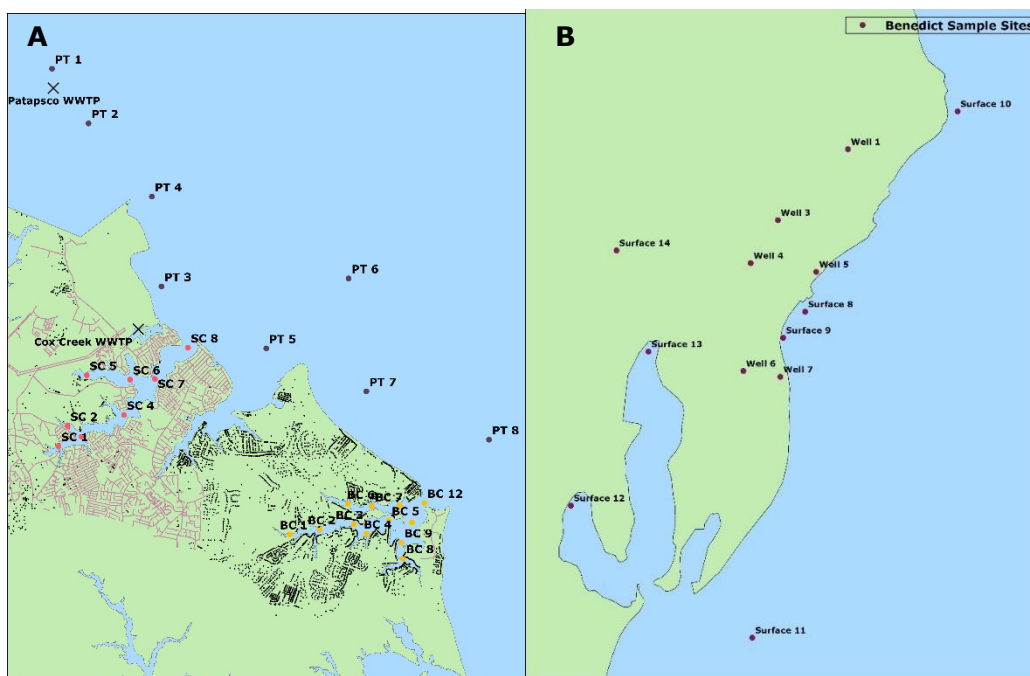 A
PT 1
Patapsco WWTP
PT 2
PT 4
PT 3
PT 6
Cox Creek WWTP
SC 8
PT 5
SC 5
SC 6
SC 7
PT 7
SC 4
SC 2
SC 1
PT 8
BC 6
BC 7
BC 12
BC 3
BC 5
BC 1
BC 2
BC 4
BC 9
BC 8
B
Benedict Sample Sites
Surface 10
Well 1
Well 3
Surface 14
Well 4
Well 5
Surface 8
Surface 9
Surface 13
Well 6
Well 7
Surface 12
Surface 11